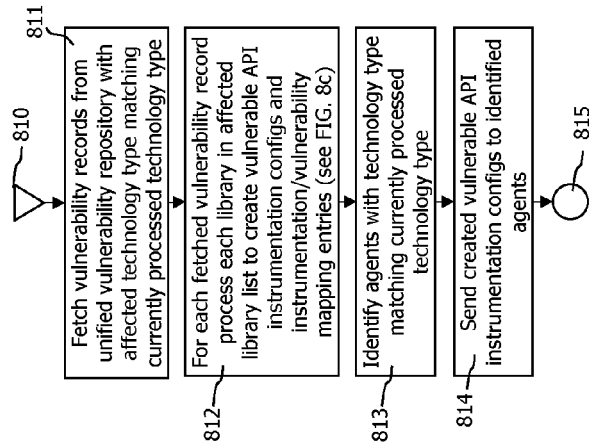 810
811
Fetch vulnerability records from
unified vulnerability repository with
affected technology type matching
currently processed technology type
For each fetched vulnerability record
process each library in affected
library list to create vulnerable API
instrumentation configs and
instrumentation/vulnerability
mapping entries (see FIG. 8c)
812
Identify agents with technology type
matching currently processed
technology type
813
Send created vulnerable API
instrumentation configs to identified
agents
814
815